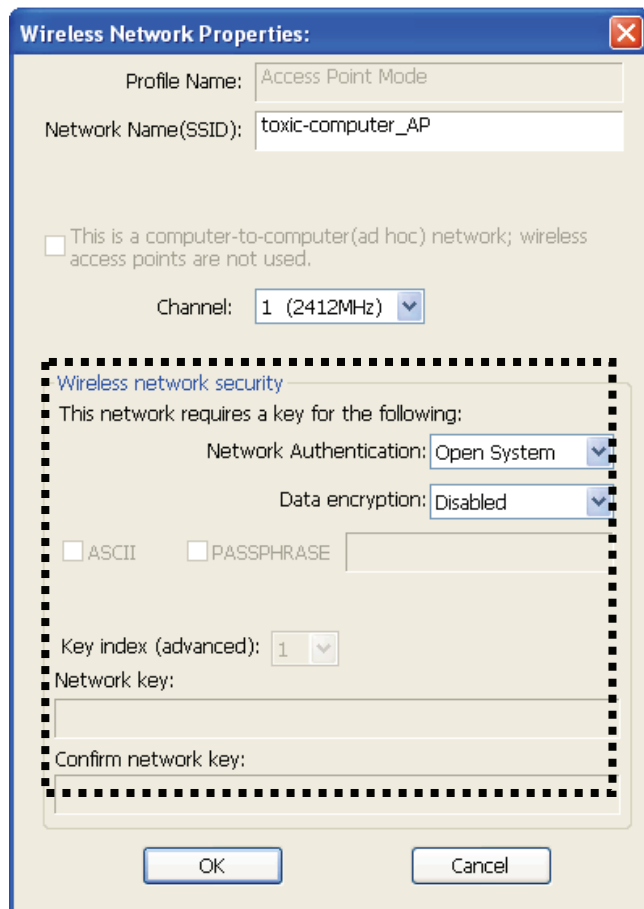 Wireless Network Properties:
Profile Name: Access Point Mode
Network Name(SSID): toxic-computer_AP
This is a computer-to-computer(ad hoc) network; wireless
access points are not used.
Channel: 1 (2412MHz)
Wireless network security
This network requires a key for the following:
Network Authentication: Open System
Data encryption: Disabled
ASCII PASSPHRASE
Key index (advanced): 1
Network key:
Confirm network key:
OK Cancel